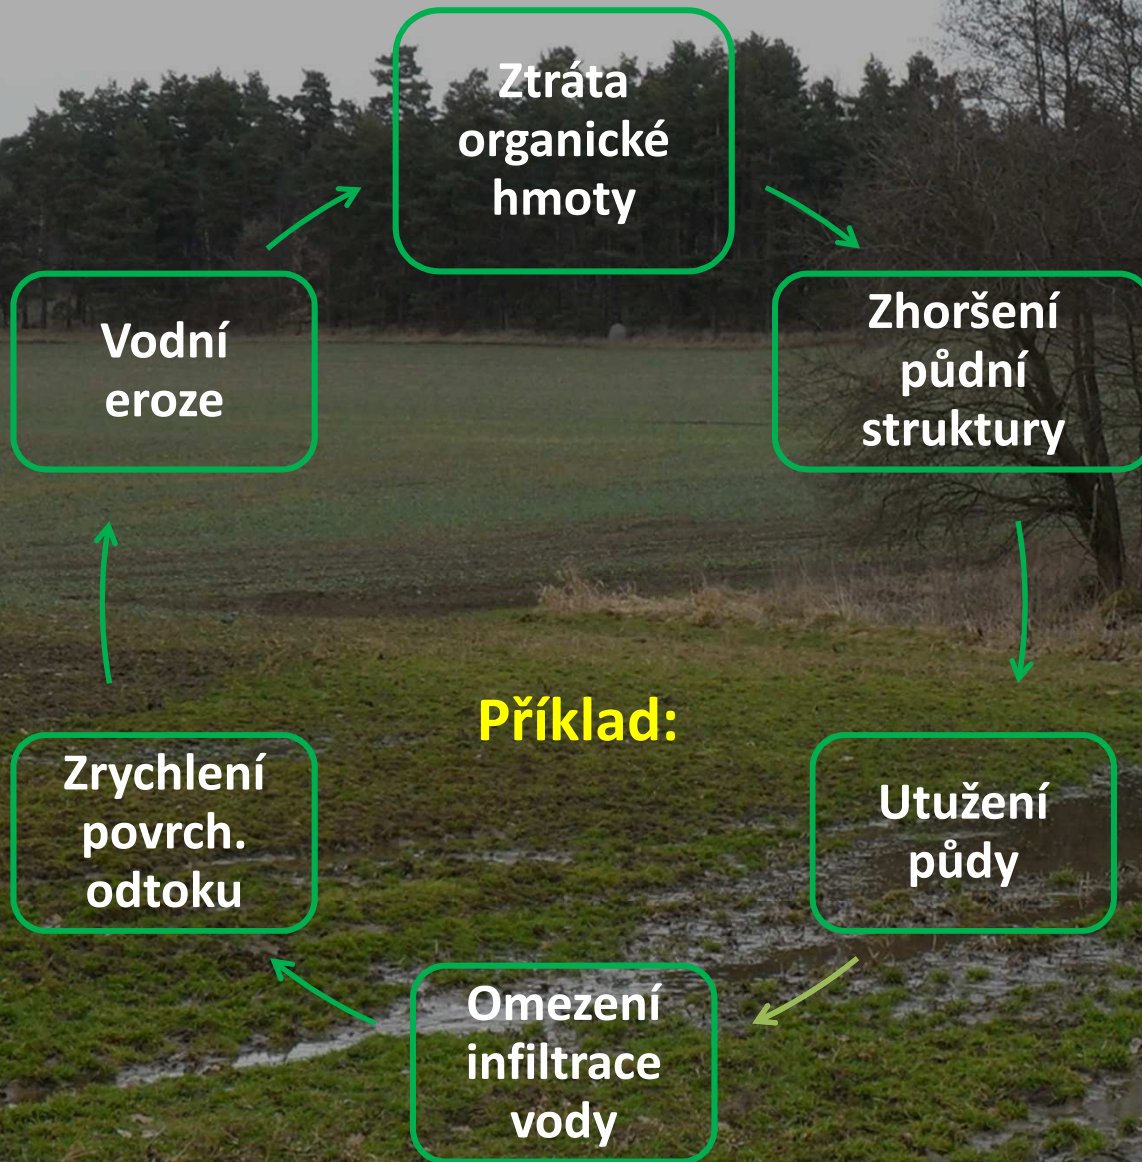 Ztráta
organické
hmoty
Zhoršení
půdní
struktury
Utužení
půdy
Omezení
infiltrace
vody
Zrychlení
povrch.
odtoku
Vodní
eroze
Příklad: